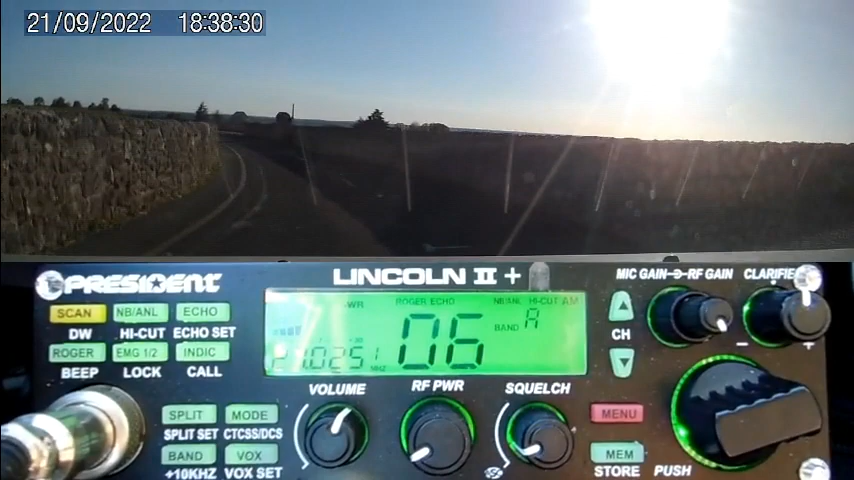 21/09/2022 18:38:30
PRESIDENT LINCOLN II + MIC GAIN RF GAIN CLARIFIER
SCAN NB/ANL ECHO
DW HI-CUT ECHO SET
ROGER EMG 1/2 INDIC
BEEP LOCK CALL
ROGER ECHO NB/ANL HI-CUT AM
06 BAND A
MHZ
CH
- +
VOLUME RF PWR SQUELCH
SPLIT MODE MENU
SPLIT SET CTCSS/DCS
BAND VOX MEM
+10KHZ VOX SET STORE PUSH